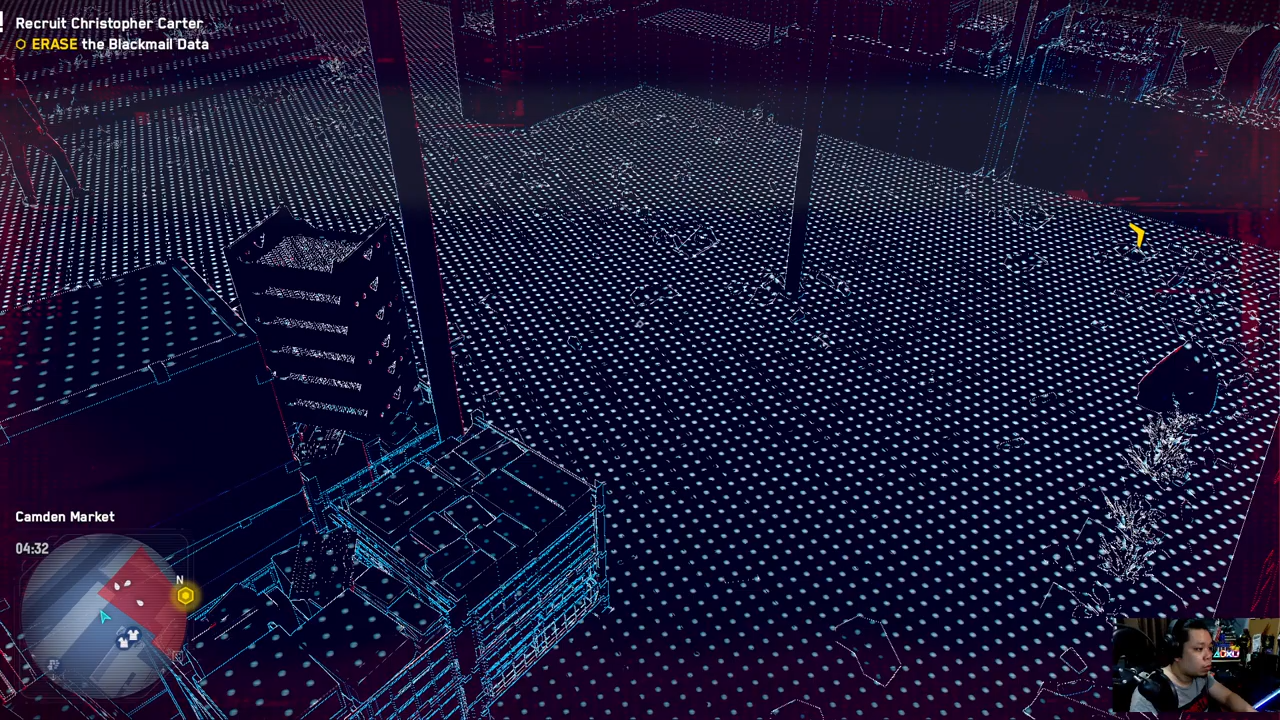 Recruit Christopher Carter
ERASE the Blackmail Data
Camden Market
04:32
N